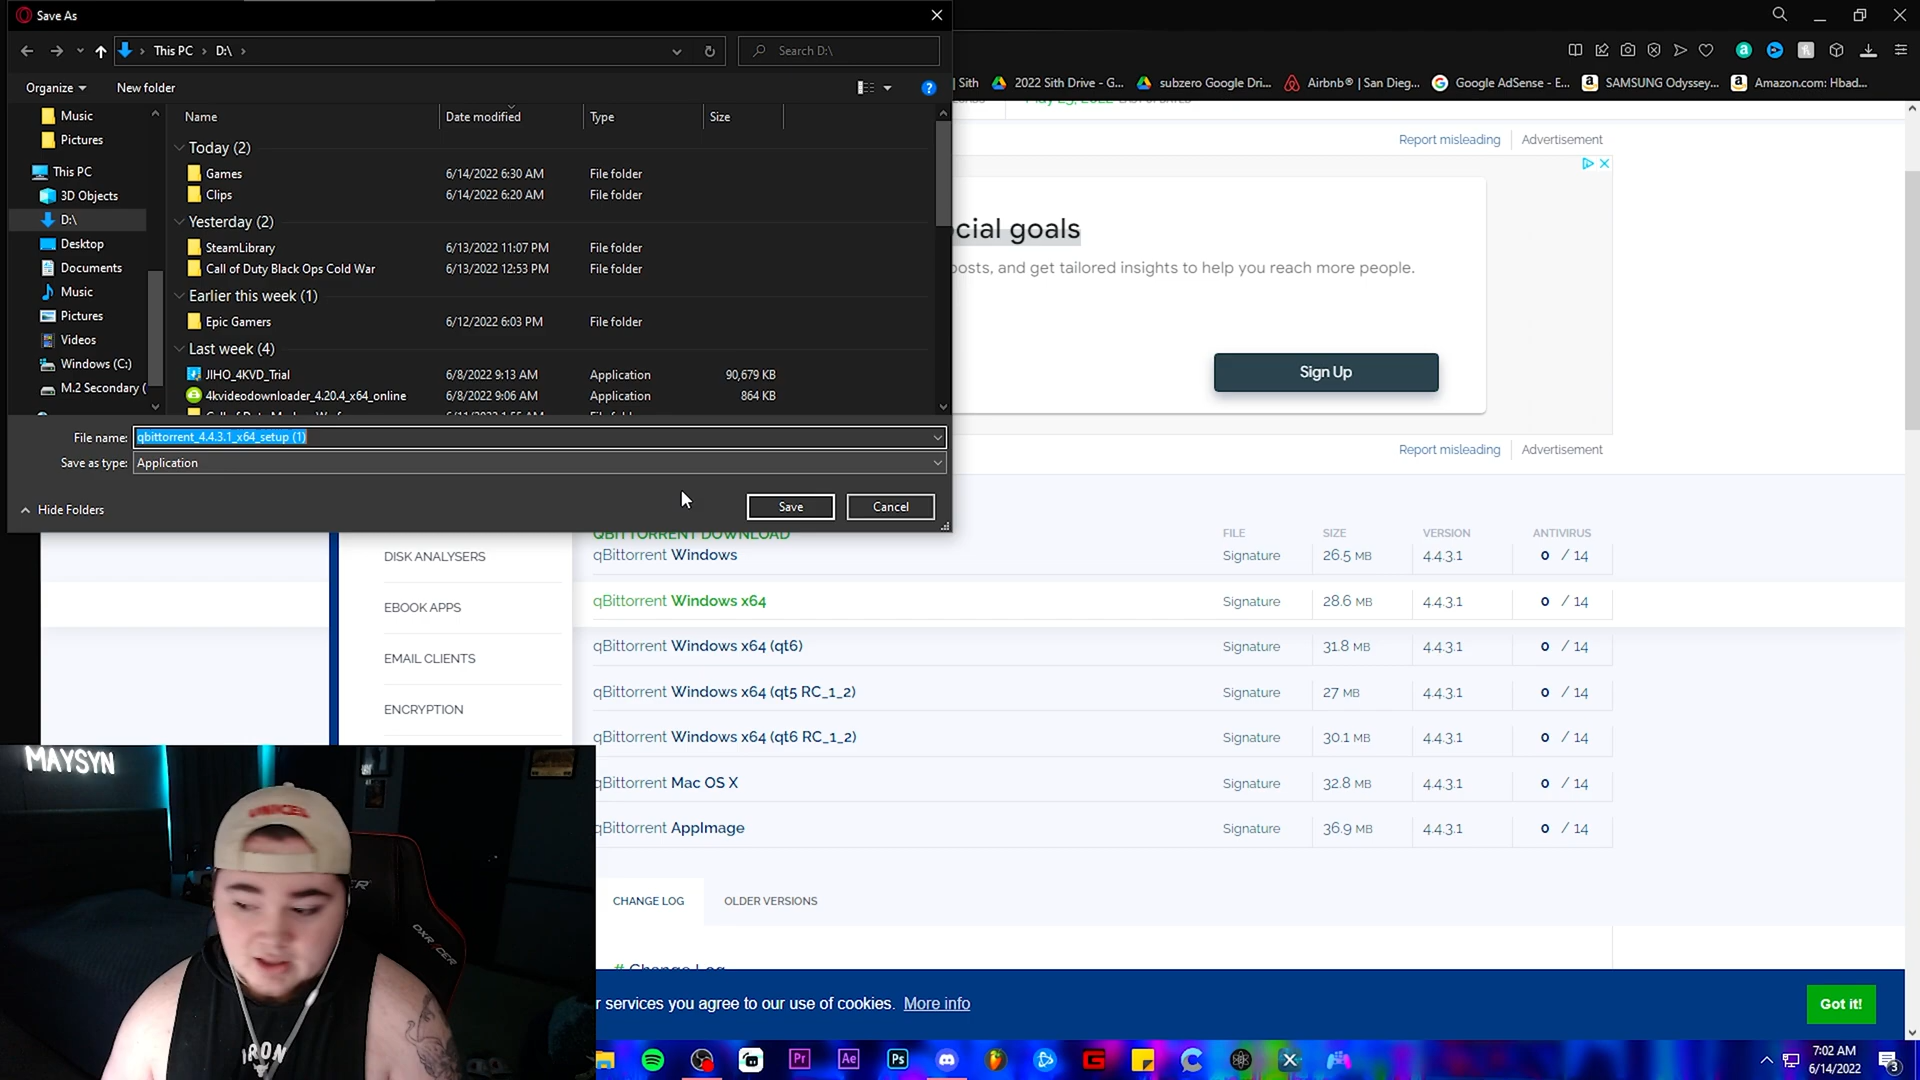 Save As
This PC
D:\
Search D:\
Organize
New folder
Music
Pictures
This PC
3D Objects
D:\
Desktop
Documents
Music
Pictures
Videos
Windows (C:)
M.2 Secondary (
Name Date modified Type Size
Today (2)
Games 6/14/2022 6:30 AM File folder
Clips 6/14/2022 6:20 AM File folder
Yesterday (2)
SteamLibrary 6/13/2022 11:07 PM File folder
Call of Duty Black Ops Cold War 6/13/2022 12:53 PM File folder
Earlier this week (1)
Epic Gamers 6/12/2022 6:03 PM File folder
Last week (4)
JIHO_4KVD_Trial 6/8/2022 9:13 AM Application 90,679 KB
4kvideodownloader_4.20.4_x64_online 6/8/2022 9:06 AM Application 864 KB
File name: qbittorrent_4.4.3.1_x64_setup (1)
Save as type: Application
Hide Folders
Save
Cancel
| Sith
2022 Sith Drive - G...
subzero Google Dri...
Airbnb® | San Dieg...
Google AdSense - E...
SAMSUNG Odyssey...
Amazon.com: Hbad...
Report misleading Advertisement
ocial goals
posts, and get tailored insights to help you reach more people.
Sign Up
Report misleading Advertisement
DISK ANALYSERS
EBOOK APPS
EMAIL CLIENTS
ENCRYPTION
QBITTORRENT DOWNLOAD FILE SIZE VERSION ANTIVIRUS
qBittorrent Windows Signature 26.5 MB 4.4.3.1 0 / 14
qBittorrent Windows x64 Signature 28.6 MB 4.4.3.1 0 / 14
qBittorrent Windows x64 (qt6) Signature 31.8 MB 4.4.3.1 0 / 14
qBittorrent Windows x64 (qt5 RC_1_2) Signature 27 MB 4.4.3.1 0 / 14
qBittorrent Windows x64 (qt6 RC_1_2) Signature 30.1 MB 4.4.3.1 0 / 14
qBittorrent Mac OS X Signature 32.8 MB 4.4.3.1 0 / 14
qBittorrent AppImage Signature 36.9 MB 4.4.3.1 0 / 14
CHANGE LOG
OLDER VERSIONS
# Change Log
r services you agree to our use of cookies. More info
Got it!
MAYSYN
OXRACER
IRON
Pr
Ae
Ps
7:02 AM
6/14/2022
3